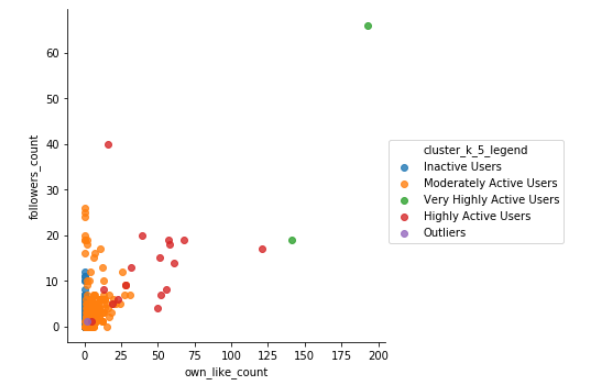 followers_count
60
50
40
30
20
10
0
0
25
50
75
100
125
150
175
200
own_like_count
cluster_k_5_legend
Inactive Users
Moderately Active Users
Very Highly Active Users
Highly Active Users
Outliers